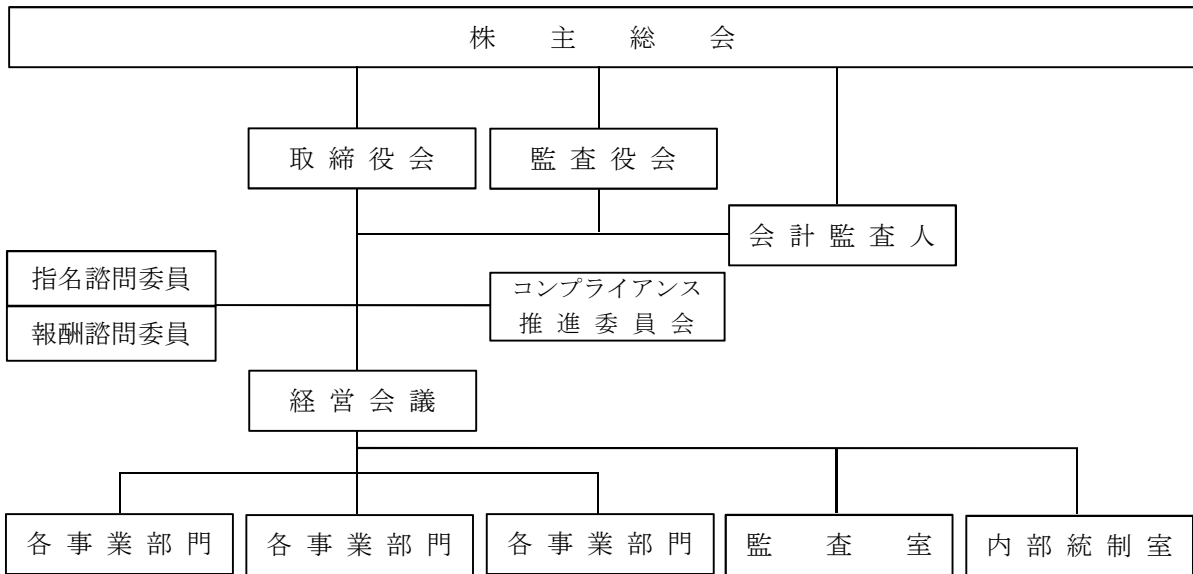 株主総会
取締役会
監査役会
会計監査人
指名諮問委員
報酬諮問委員
コンプライアンス
推進委員会
経営会議
各事業部門
各事業部門
各事業部門
監査室
内部統制室